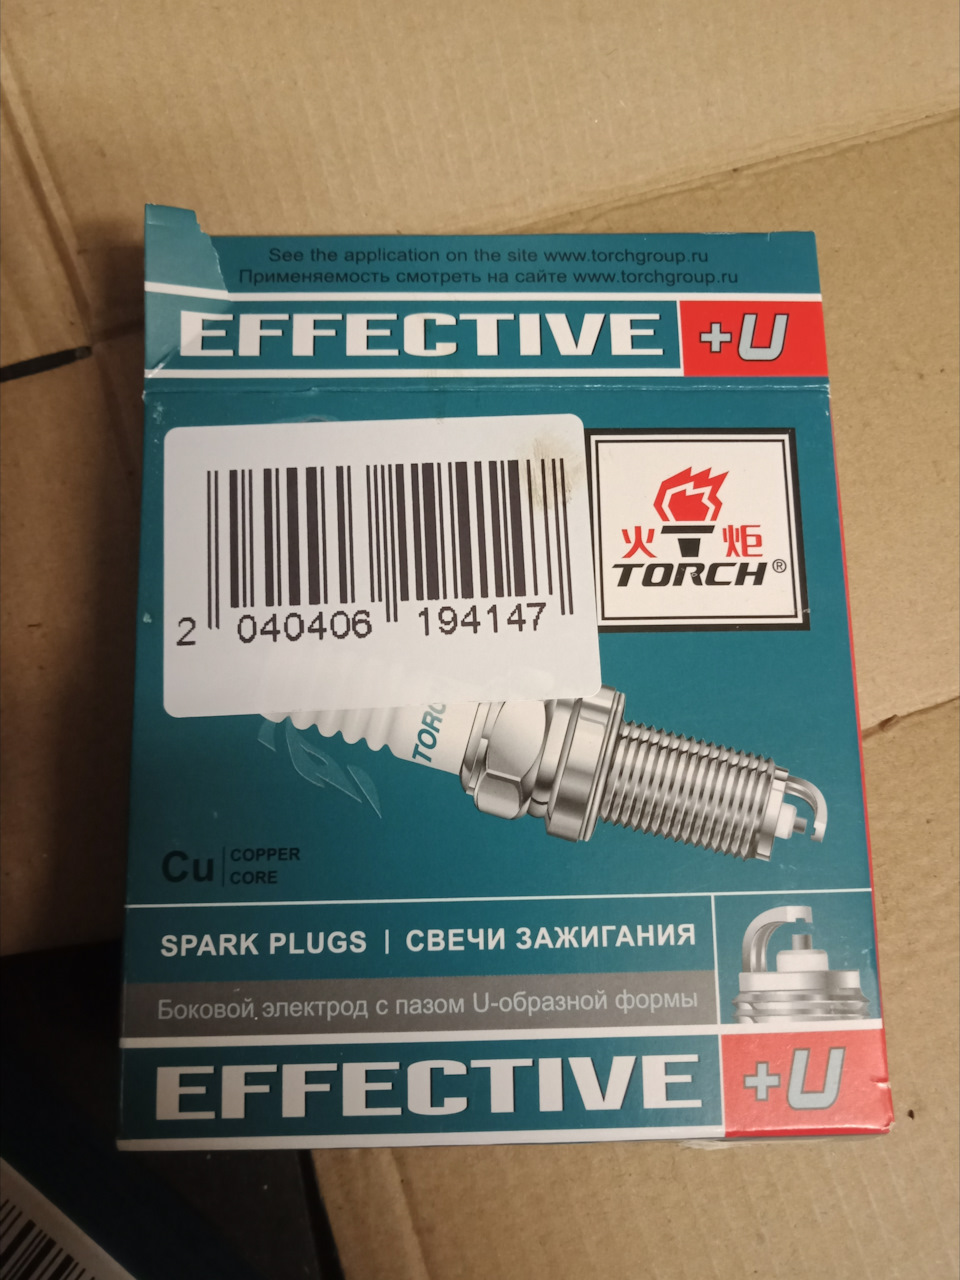 See the application on the site www.torchgroup.ru
Применяемость смотреть на сайте www.torchgroup.ru
EFFECTIVE +U
2 040406 194147
火 炬
TORCH®
TORC
Cu COPPER
CORE
SPARK PLUGS | СВЕЧИ ЗАЖИГАНИЯ
Боковой электрод с пазом U-образной формы
EFFECTIVE +U